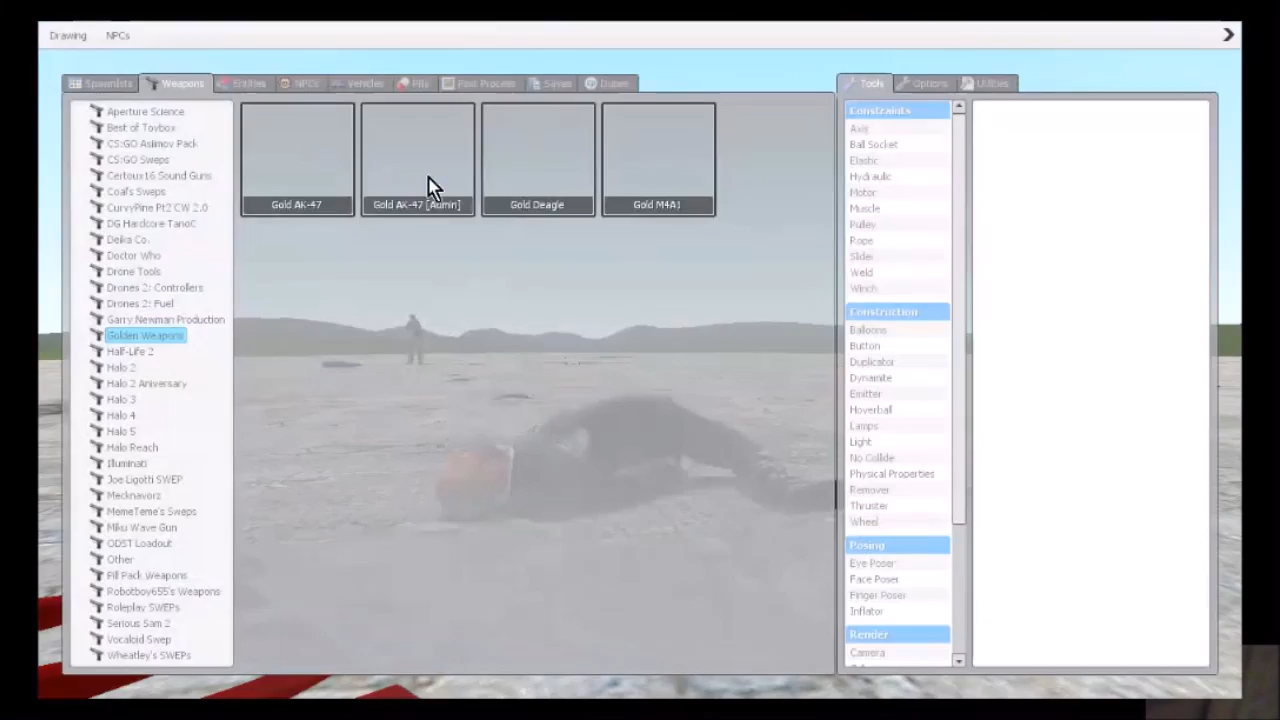 Drawing NPCs
Spawnlists Weapons Entities NPCs Vehicles Post Process Saves Dupes
Tools Options Utilities
Aperture Science
Best of Toybox
CS:GO Asiimov Pack
CS:GO Sweps
Certoux16 Sound Guns
Coal's Sweps
CurvyPine Pt2 CW 2.0
DG Hardcore TanoC
Deika Co.
Doctor Who
Drone Tools
Drones 2: Controllers
Drones 2: Fuel
Garry Newman Production
Golden Weapons
Half-Life 2
Halo 2
Halo 2 Aniversary
Halo 3
Halo 4
Halo 5
Halo Reach
Illuminati
Joe Ligotti SWEP
Mecknavorz
MemeTeme's Sweps
Miku Wave Gun
ODST Loadout
Other
Pill Pack Weapons
Robotboy655's Weapons
Roleplay SWEPs
Serious Sam 2
Vocaloid Swep
Wheatley's SWEPs
Gold AK-47
Gold AK-47 [Admin]
Gold Deagle
Gold M4A1
Constraints
Axis
Ball Socket
Elastic
Hydraulic
Motor
Muscle
Pulley
Rope
Slider
Weld
Winch
Construction
Balloons
Button
Duplicator
Dynamite
Emitter
Hoverball
Lamps
Light
No Collide
Physical Properties
Remover
Thruster
Wheel
Posing
Eye Poser
Face Poser
Finger Poser
Inflator
Render
Camera